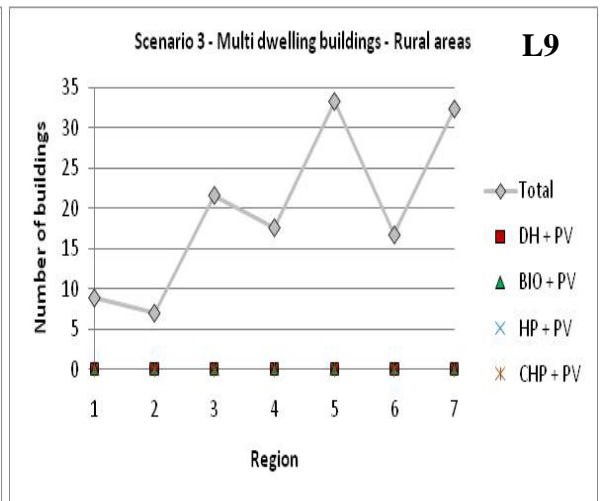 Scenario 3 - Multi dwelling buildings - Rural areas
L9
Number of buildings
35
30
25
20
15
10
5
0
1 2 3 4 5 6 7
Region
Total
DH + PV
BIO + PV
HP + PV
CHP + PV